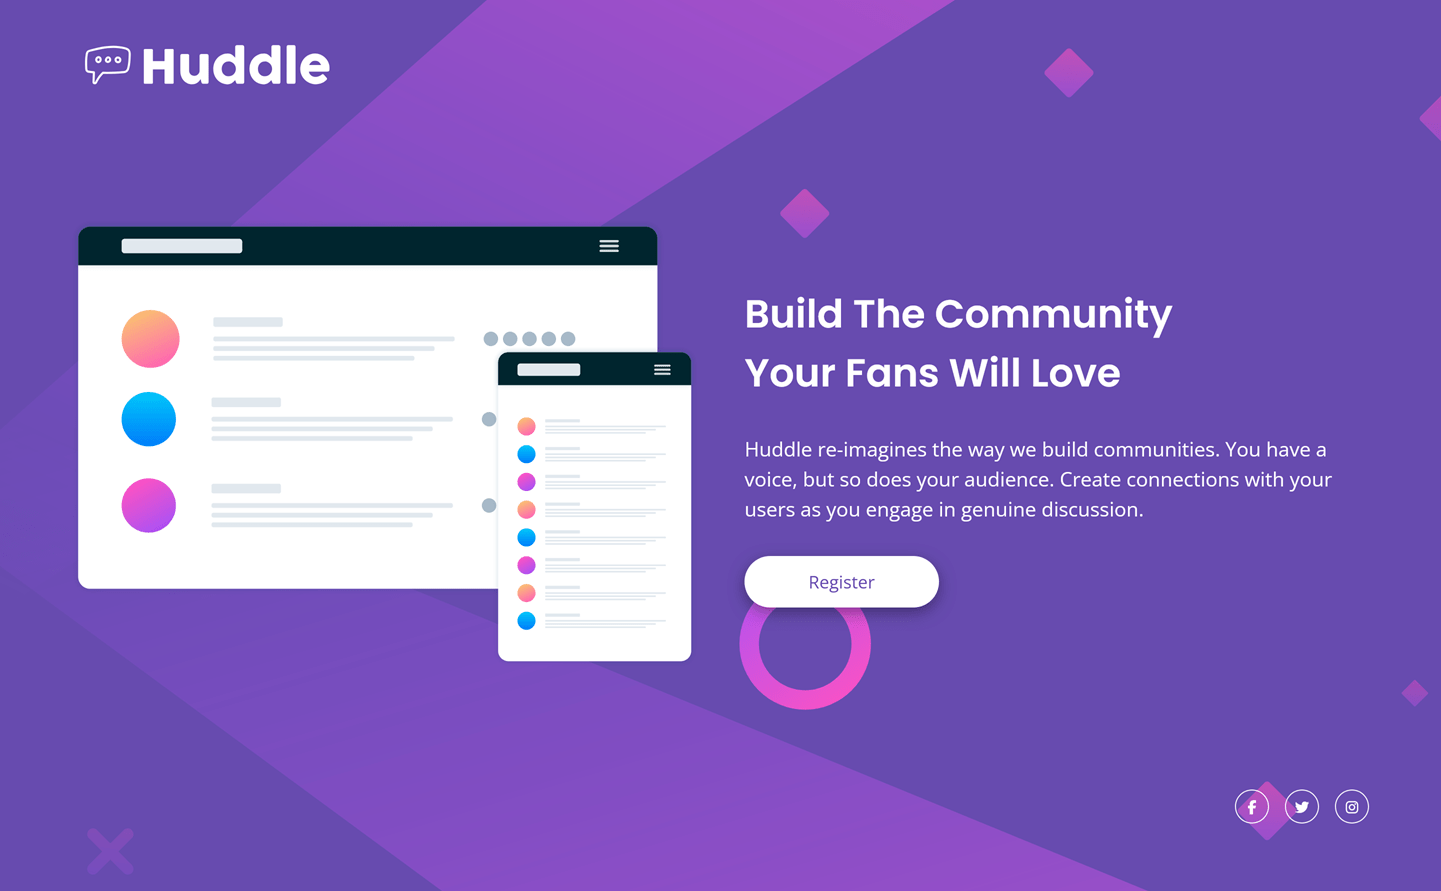 Huddle
Build The Community
Your Fans Will Love
Huddle re-imagines the way we build communities. You have a
voice, but so does your audience. Create connections with your
users as you engage in genuine discussion.
Register